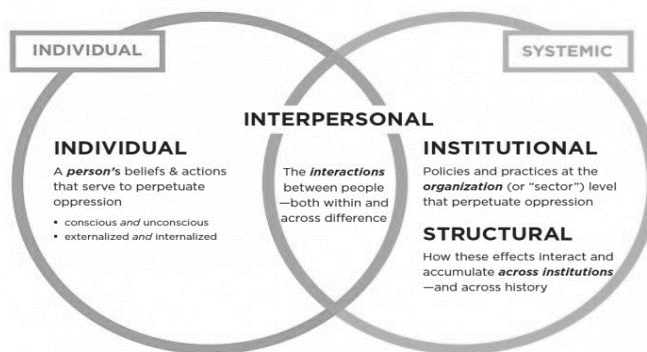 INDIVIDUAL
SYSTEMIC
INTERPERSONAL
INDIVIDUAL
A person's beliefs & actions
that serve to perpetuate
oppression
▪ conscious and unconscious
▪ externalized and internalized
The interactions
between people
—both within and
across difference
INSTITUTIONAL
Policies and practices at the
organization (or "sector") level
that perpetuate oppression
STRUCTURAL
How these effects interact and
accumulate across institutions
—and across history